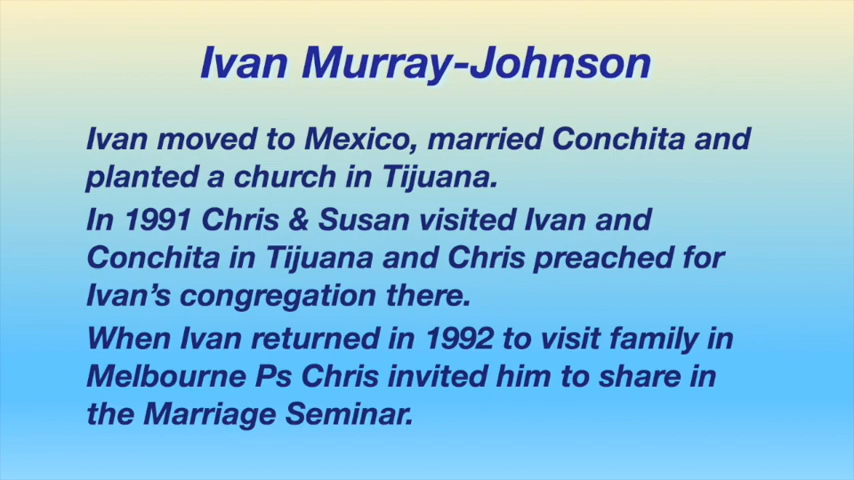 Ivan Murray-Johnson
Ivan moved to Mexico, married Conchita and
planted a church in Tijuana.
In 1991 Chris & Susan visited Ivan and
Conchita in Tijuana and Chris preached for
Ivan’s congregation there.
When Ivan returned in 1992 to visit family in
Melbourne Ps Chris invited him to share in
the Marriage Seminar.